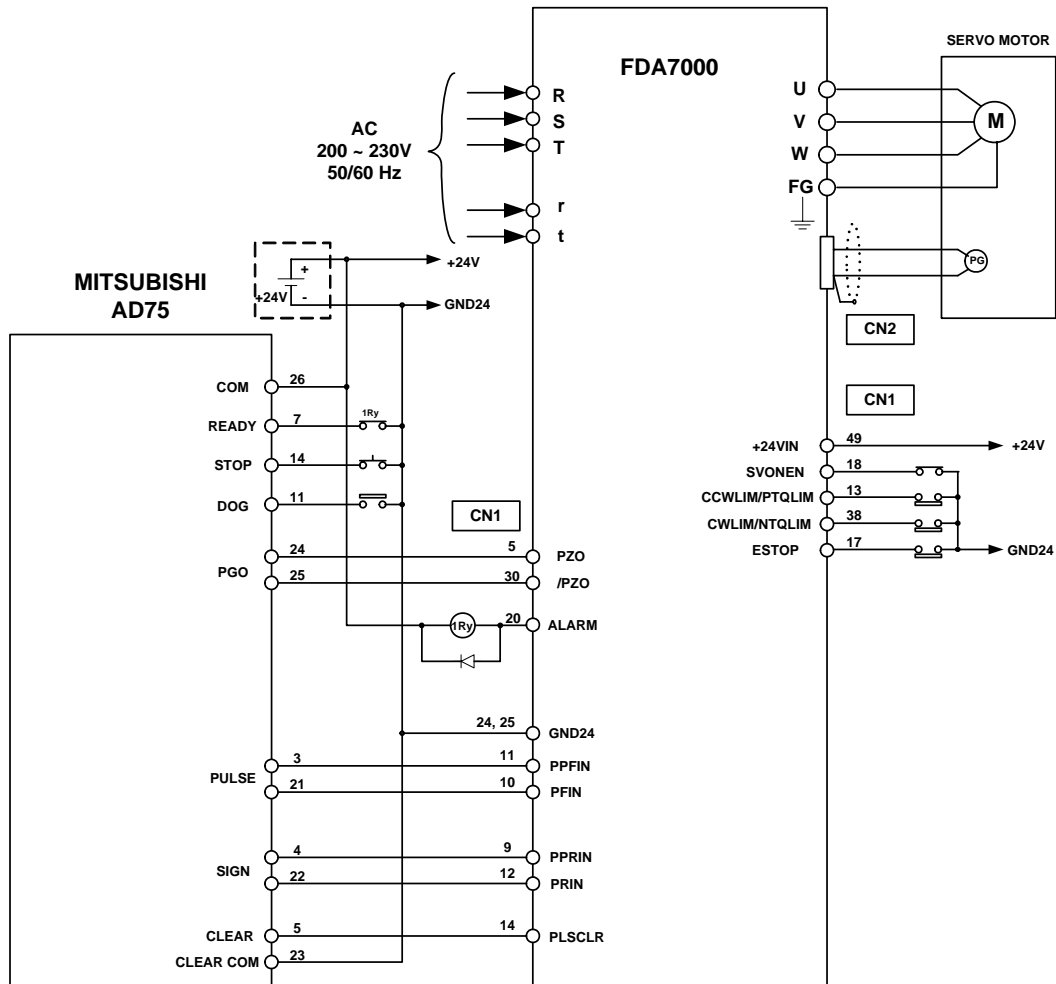 SERVO MOTOR
FDA7000
AC
200 ~ 230V
50/60 Hz
R
S
T
r
t
U
V
W
FG
M
PG
+24V
+
+24V
-
GND24
MITSUBISHI
AD75
CN2
CN1
COM 26
READY 7 1Ry
STOP 14
DOG 11
CN1
PGO
24 5 PZO
25 30 /PZO
1Ry 20 ALARM
24, 25 GND24
PULSE
3 11 PPFIN
21 10 PFIN
SIGN
4 9 PPRIN
22 12 PRIN
CLEAR 5 14 PLSCLR
CLEAR COM 23
+24VIN 49 +24V
SVONEN 18
CCWLIM/PTQLIM 13
CWLIM/NTQLIM 38
ESTOP 17 GND24